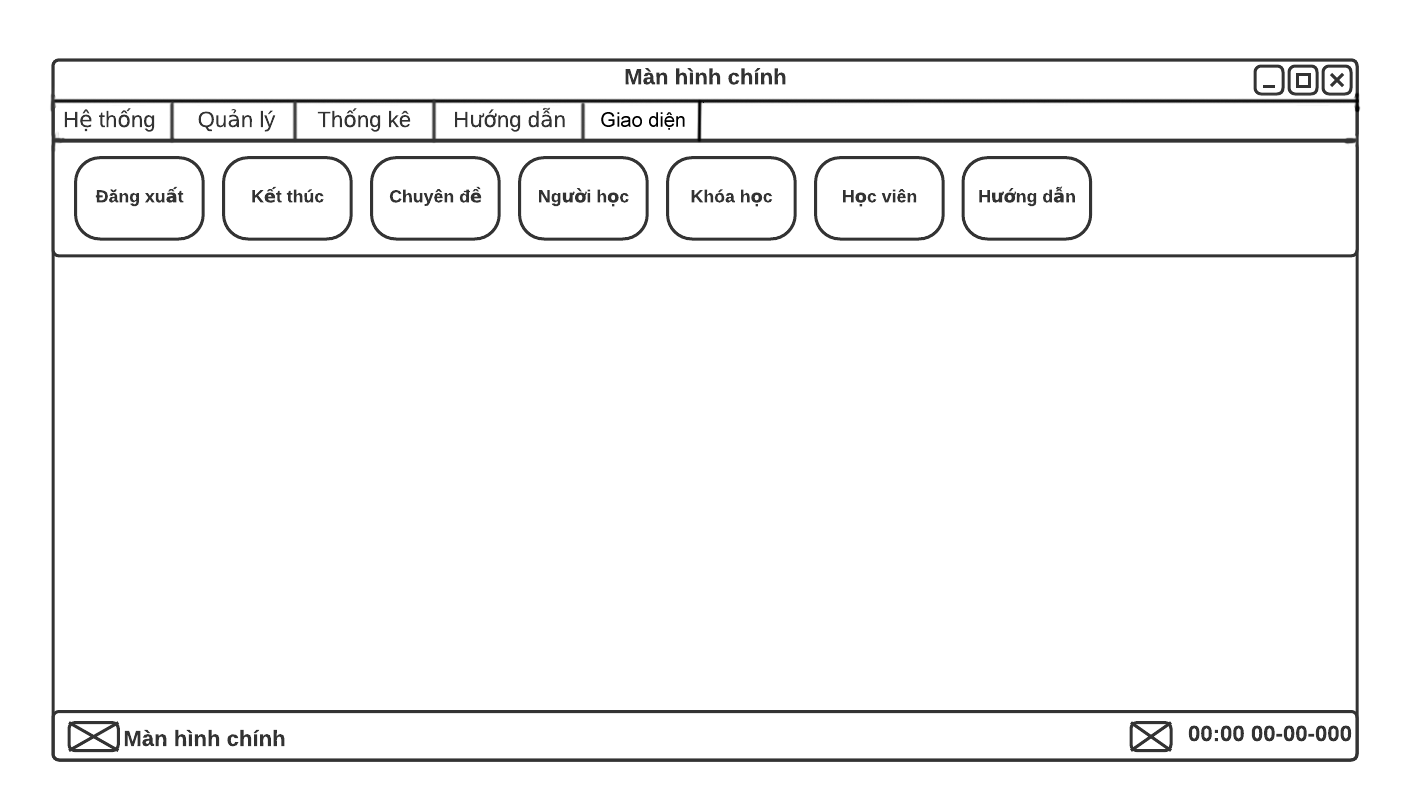 Màn hình chính
Hệ thống Quản lý Thống kê Hướng dẫn Giao diện
Đăng xuất Kết thúc Chuyên đề Người học Khóa học Học viên Hướng dẫn
Màn hình chính 00:00 00-00-000